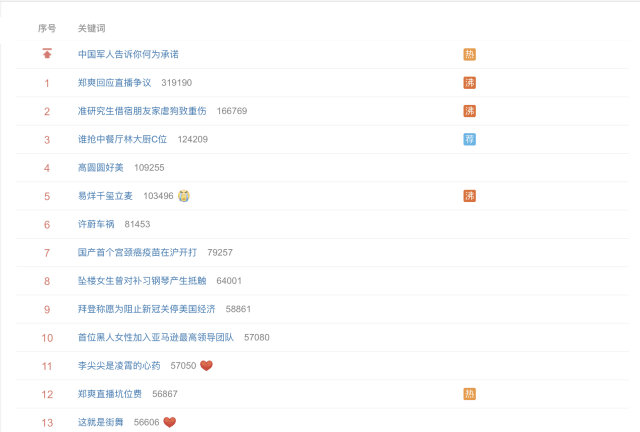 序号 关键词
中国军人告诉你何为承诺 热
1 郑爽回应直播争议 319190 沸
2 准研究生借宿朋友家虐狗致重伤 166769 沸
3 谁抢中餐厅林大厨C位 124209 荐
4 高圆圆好美 109255
5 易烊千玺立麦 103496 沸
6 许蔚车祸 81453
7 国产首个宫颈癌疫苗在沪开打 79257
8 坠楼女生曾对补习钢琴产生抵触 64001
9 拜登称愿为阻止新冠关停美国经济 58861
10 首位黑人女性加入亚马逊最高领导团队 57080
11 李尖尖是凌霄的心药 57050
12 郑爽直播坑位费 56867 热
13 这就是街舞 56606